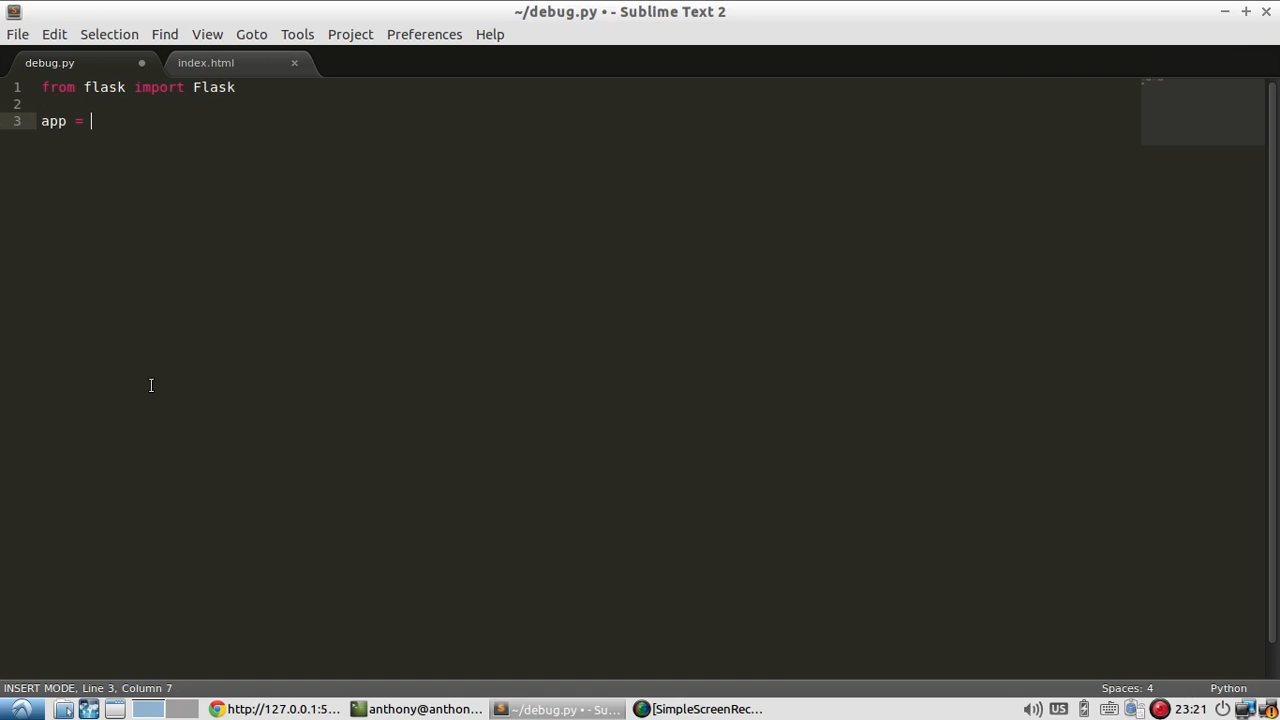 ~/debug.py • - Sublime Text 2
File Edit Selection Find View Goto Tools Project Preferences Help
debug.py index.html
1 from flask import Flask
2
3 app =
INSERT MODE, Line 3, Column 7 Spaces: 4 Python
http://127.0.0.1:5... anthony@anthon... ~/debug.py • - Su... [SimpleScreenRec... US 23:21